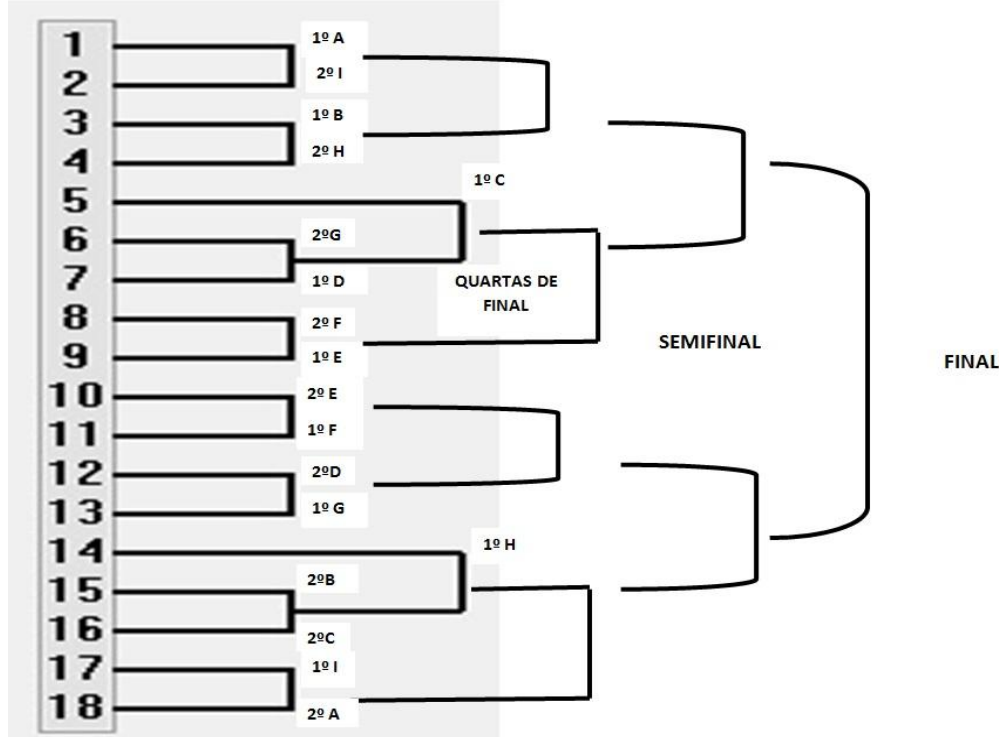 1
1º A
2º I
2
3
1º B
2º H
4
1º C
5
6
2ºG
7
1º D
QUARTAS DE
FINAL
8
2º F
SEMIFINAL
9
1º E
FINAL
10
2º E
11
1º F
12
2ºD
13
1º G
14
1º H
15
2ºB
16
2ºC
17
1º I
18
2º A